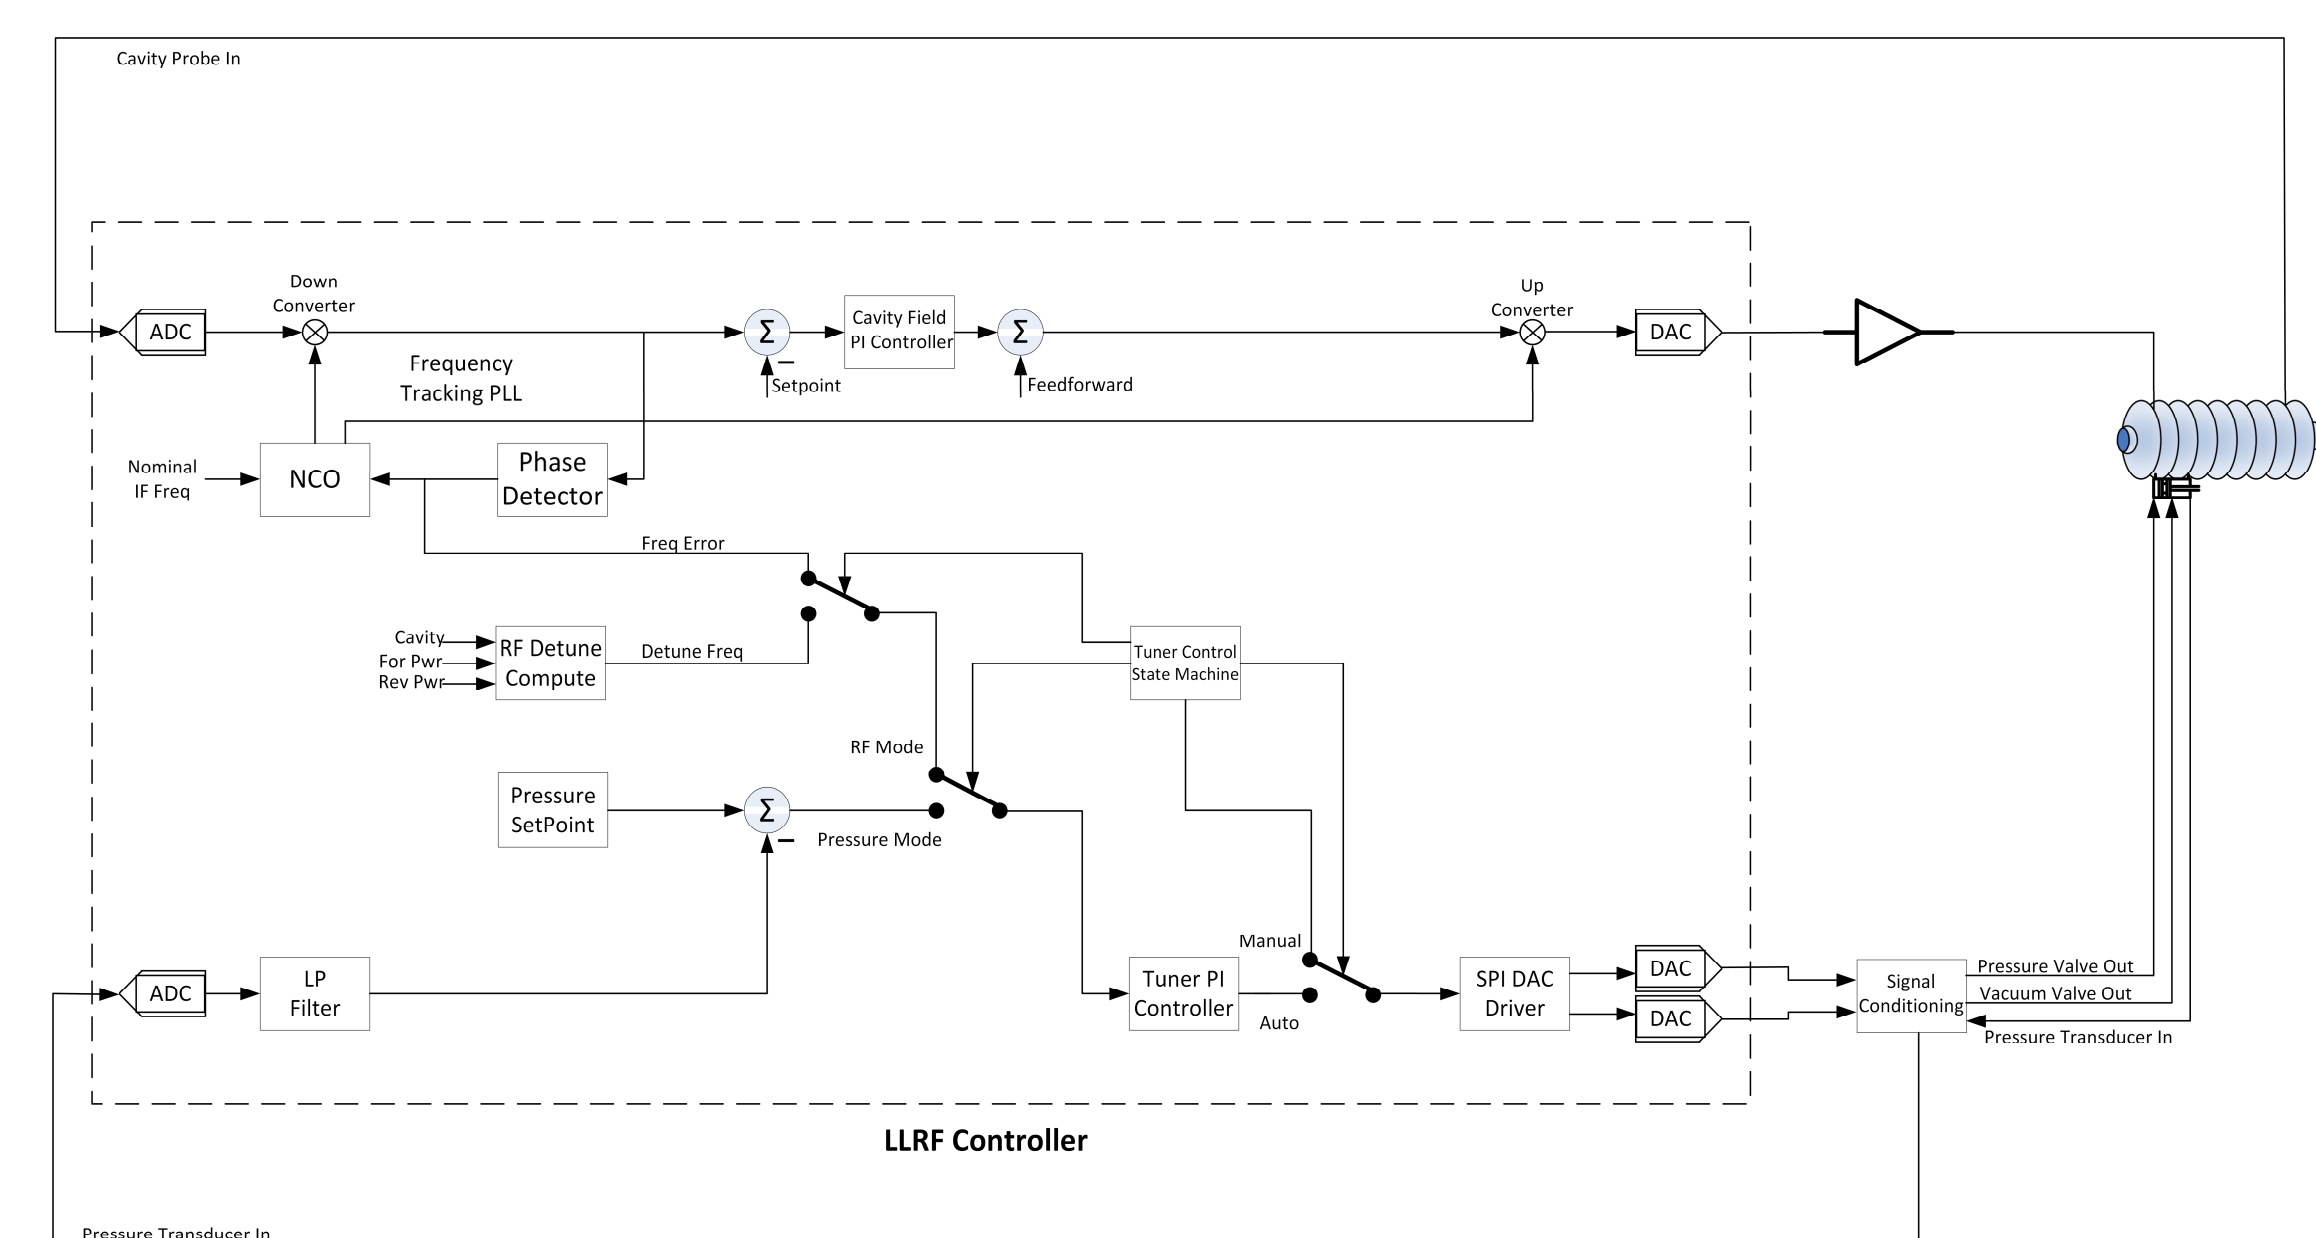 Cavity Probe In
Down
Converter
Up
Converter
ADC
Σ
Cavity Field
PI Controller
Σ
DAC
Frequency
Tracking PLL
−
Setpoint
Feedforward
Nominal
IF Freq
NCO
Phase
Detector
Freq Error
Cavity
For Pwr
Rev Pwr
RF Detune
Compute
Detune Freq
Tuner Control
State Machine
RF Mode
Pressure
SetPoint
Σ
−
Pressure Mode
Manual
ADC
LP
Filter
Tuner PI
Controller
Auto
SPI DAC
Driver
DAC
DAC
Signal
Conditioning
Pressure Valve Out
Vacuum Valve Out
Pressure Transducer In
LLRF Controller
Pressure Transducer In